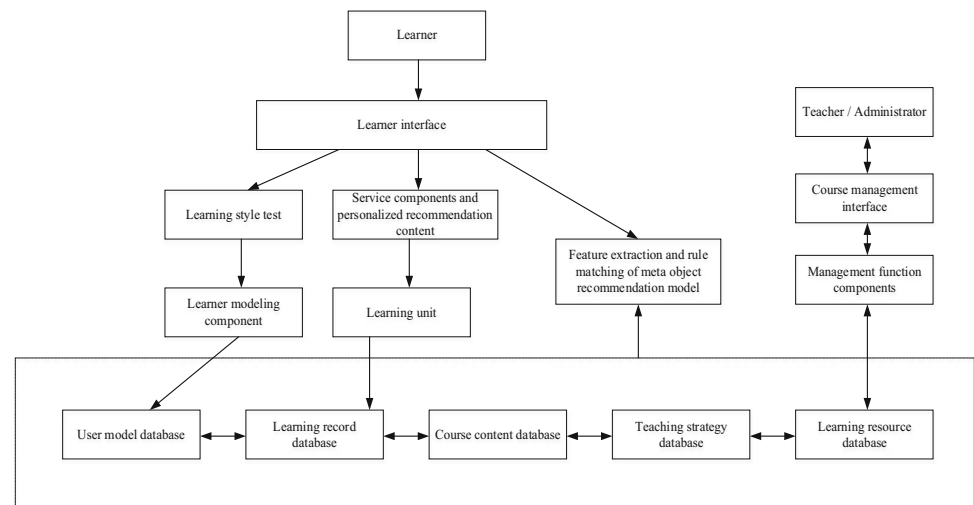 Learner
Learner interface
Teacher / Administrator
Course management
interface
Learning style test
Service components and
personalized recommendation
content
Feature extraction and rule
matching of meta object
recommendation model
Management function
components
Learner modeling
component
Learning unit
User model database
Learning record
database
Course content database
Teaching strategy
database
Learning resource
database